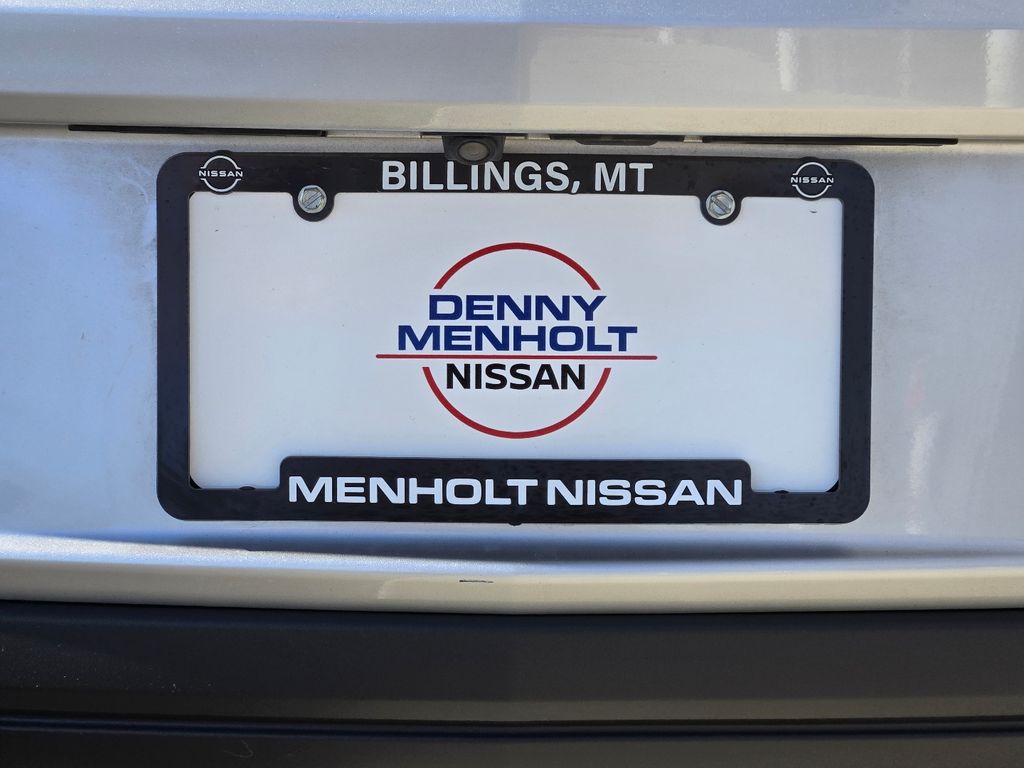 NISSAN
BILLINGS, MT
NISSAN
DENNY
MENHOLT
NISSAN
MENHOLT NISSAN